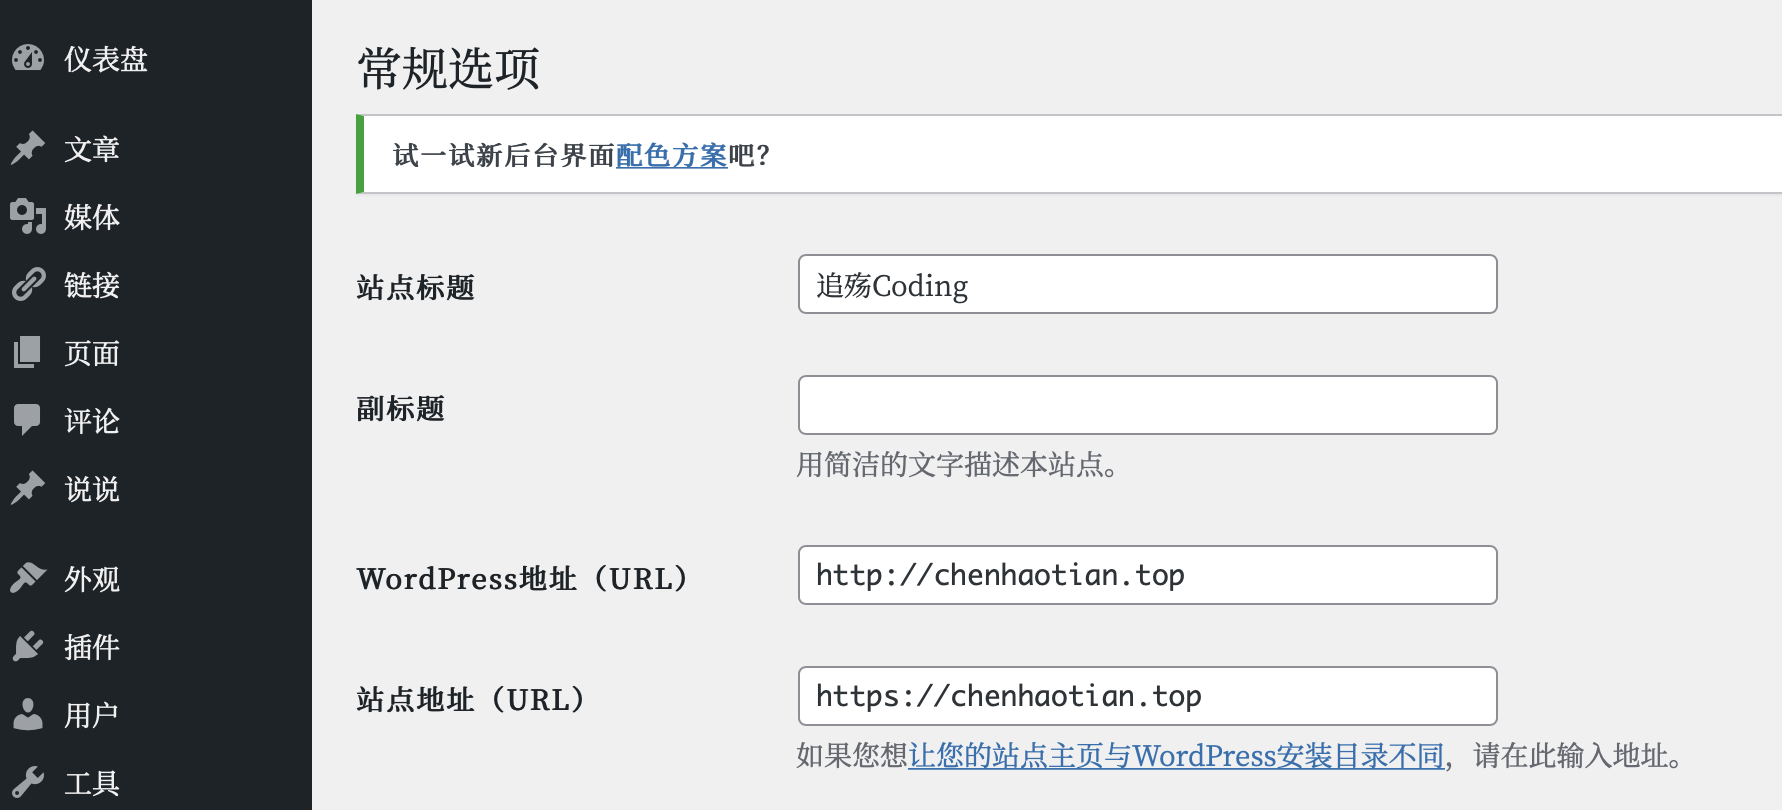 仪表盘
文章
媒体
链接
页面
评论
说说
外观
插件
用户
工具
常规选项
试一试新后台界面配色方案吧？
站点标题
追殇Coding
副标题
用简洁的文字描述本站点。
WordPress地址（URL）
http://chenhaotian.top
站点地址（URL）
https://chenhaotian.top
如果您想让您的站点主页与WordPress安装目录不同，请在此输入地址。